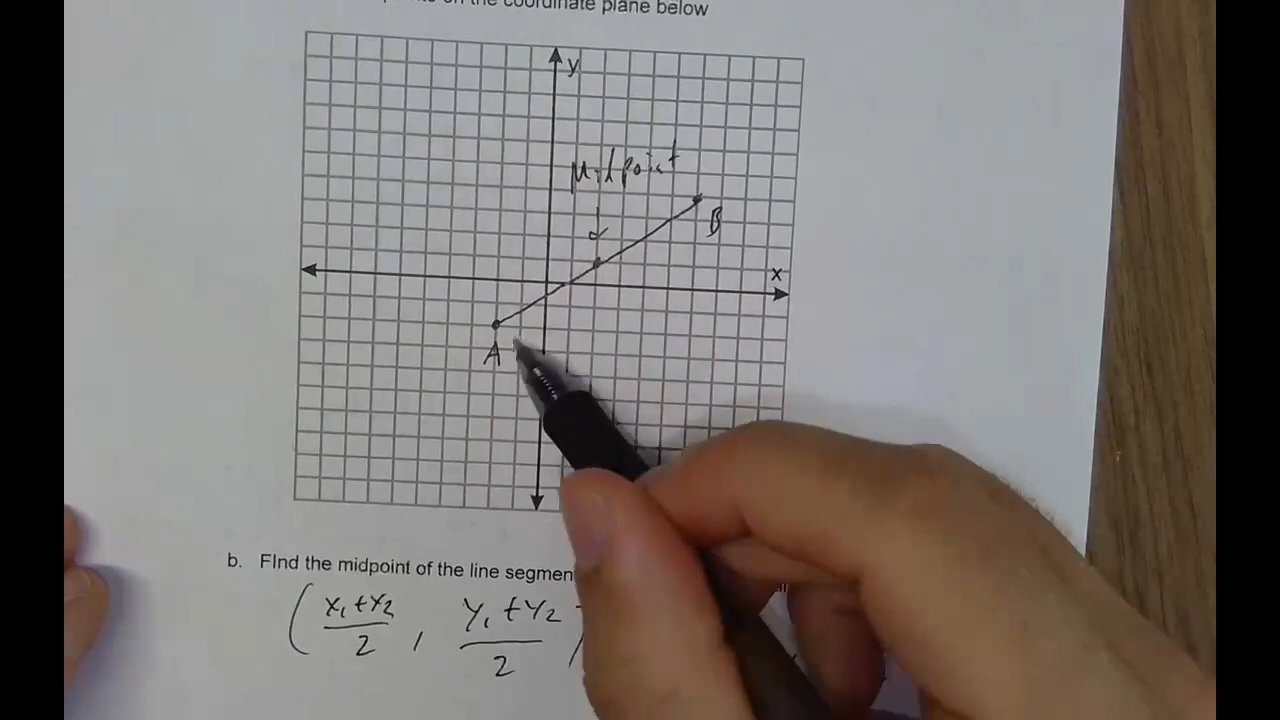 on the coordinate plane below
y
Midpoint
B
x
A
b. FInd the midpoint of the line segmen
( x₁+x₂ / 2 , y₁+y₂ / 2 )